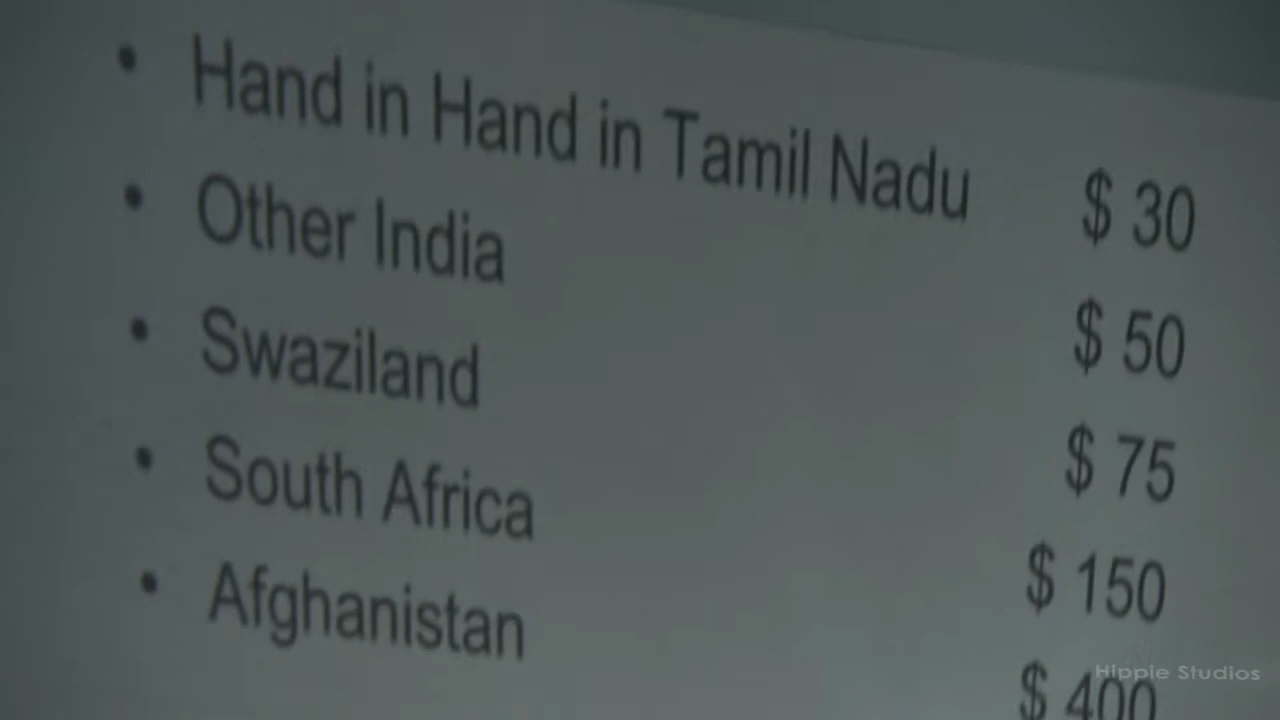 • Hand in Hand in Tamil Nadu $ 30
• Other India $ 50
• Swaziland $ 75
• South Africa $ 150
• Afghanistan $ 400
Hippie Studios